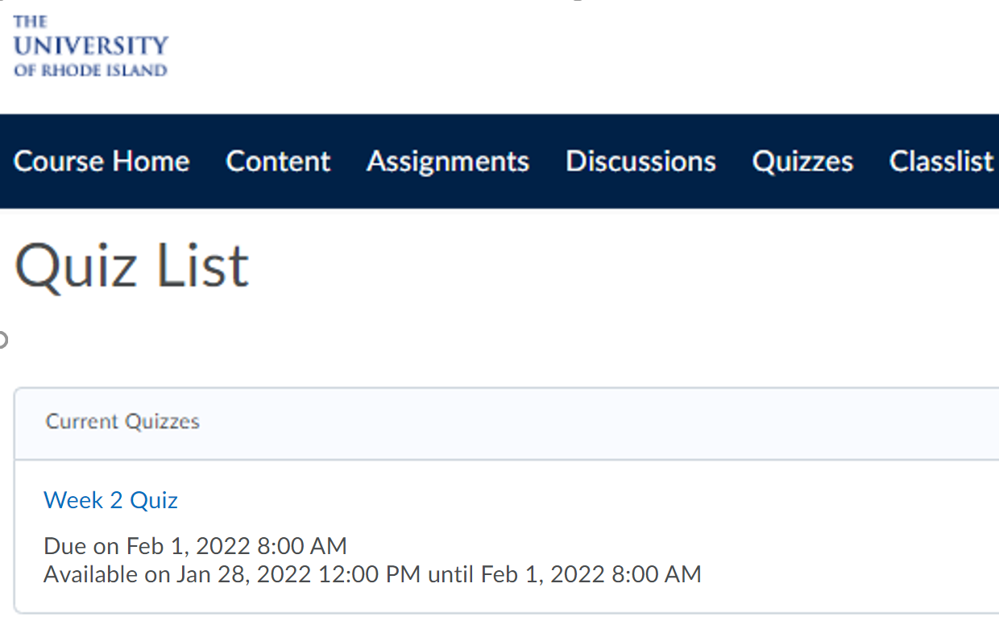 THE
UNIVERSITY
OF RHODE ISLAND
Course Home Content Assignments Discussions Quizzes Classlist
Quiz List
Current Quizzes
Week 2 Quiz
Due on Feb 1, 2022 8:00 AM
Available on Jan 28, 2022 12:00 PM until Feb 1, 2022 8:00 AM